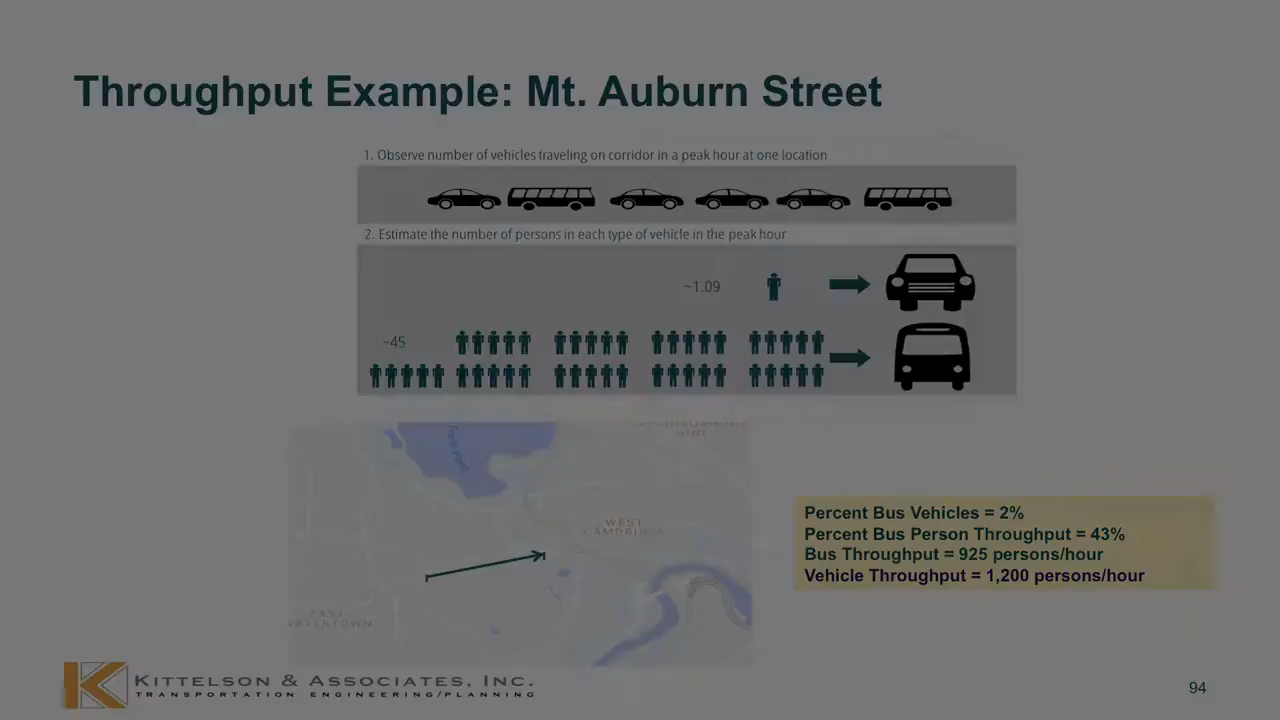 Throughput Example: Mt. Auburn Street
1. Observe number of vehicles traveling on corridor in a peak hour at one location
2. Estimate the number of persons in each type of vehicle in the peak hour
~1.09
~45
WEST
CAMBRIDGE
EAST
WATERTOWN
Percent Bus Vehicles = 2%
Percent Bus Person Throughput = 43%
Bus Throughput = 925 persons/hour
Vehicle Throughput = 1,200 persons/hour
KITTELSON & ASSOCIATES, INC.
TRANSPORTATION ENGINEERING/PLANNING
94